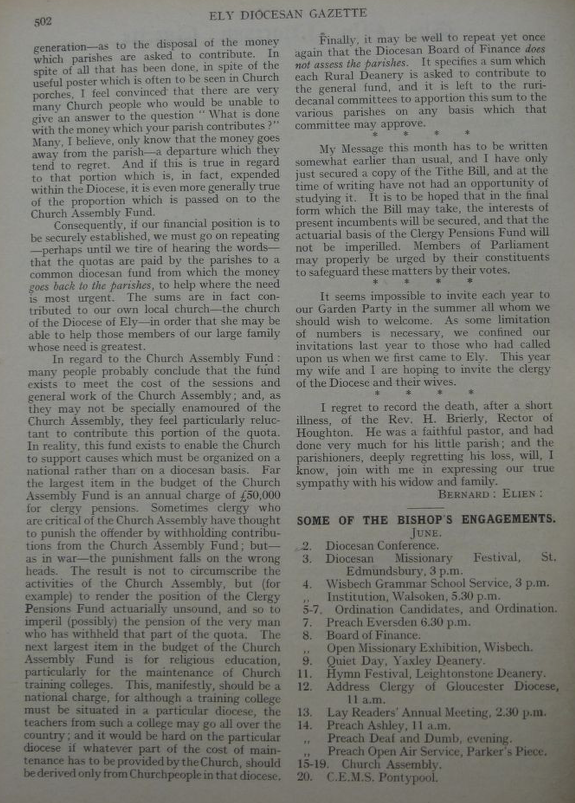 502
ELY DIOCESAN GAZETTE
generation—as to the disposal of the money
which parishes are asked to contribute. In
spite of all that has been done, in spite of the
useful poster which is often to be seen in Church
porches, I feel convinced that there are very
many Church people who would be unable to
give an answer to the question " What is done
with the money which your parish contributes ?"
Many, I believe, only know that the money goes
away from the parish—a departure which they
tend to regret. And if this is true in regard
to that portion which is, in fact, expended
within the Diocese, it is even more generally true
of the proportion which is passed on to the
Church Assembly Fund.
Consequently, if our financial position is to
be securely established, we must go on repeating
—perhaps until we tire of hearing the words—
that the quotas are paid by the parishes to a
common diocesan fund from which the money
goes back to the parishes, to help where the need
is most urgent. The sums are in fact con-
tributed to our own local church—the church
of the Diocese of Ely—in order that she may be
able to help those members of our large family
whose need is greatest.
In regard to the Church Assembly Fund :
many people probably conclude that the fund
exists to meet the cost of the sessions and
general work of the Church Assembly ; and, as
they may not be specially enamoured of the
Church Assembly, they feel particularly reluc-
tant to contribute this portion of the quota.
In reality, this fund exists to enable the Church
to support causes which must be organized on a
national rather than on a diocesan basis. Far
the largest item in the budget of the Church
Assembly Fund is an annual charge of £50,000
for clergy pensions. Sometimes clergy who
are critical of the Church Assembly have thought
to punish the offender by withholding contribu-
tions from the Church Assembly Fund ; but—
as in war—the punishment falls on the wrong
heads. The result is not to circumscribe the
activities of the Church Assembly, but (for
example) to render the position of the Clergy
Pensions Fund actuarially unsound, and so to
imperil (possibly) the pension of the very man
who has withheld that part of the quota. The
next largest item in the budget of the Church
Assembly Fund is for religious education,
particularly for the maintenance of Church
training colleges. This, manifestly, should be a
national charge, for although a training college
must be situated in a particular diocese, the
teachers from such a college may go all over the
country ; and it would be hard on the particular
diocese if whatever part of the cost of main-
tenance has to be provided by the Church, should
be derived only from Churchpeople in that diocese.
Finally, it may be well to repeat yet once
again that the Diocesan Board of Finance does
not assess the parishes. It specifies a sum which
each Rural Deanery is asked to contribute to
the general fund, and it is left to the ruri-
decanal committees to apportion this sum to the
various parishes on any basis which that
committee may approve.
* * * *
My Message this month has to be written
somewhat earlier than usual, and I have only
just secured a copy of the Tithe Bill, and at the
time of writing have not had an opportunity of
studying it. It is to be hoped that in the final
form which the Bill may take, the interests of
present incumbents will be secured, and that the
actuarial basis of the Clergy Pensions Fund will
not be imperilled. Members of Parliament
may properly be urged by their constituents
to safeguard these matters by their votes.
* * * *
It seems impossible to invite each year to
our Garden Party in the summer all whom we
should wish to welcome. As some limitation
of numbers is necessary, we confined our
invitations last year to those who had called
upon us when we first came to Ely. This year
my wife and I are hoping to invite the clergy
of the Diocese and their wives.
* * * *
I regret to record the death, after a short
illness, of the Rev. H. Brierly, Rector of
Houghton. He was a faithful pastor, and had
done very much for his little parish ; and the
parishioners, deeply regretting his loss, will, I
know, join with me in expressing our true
sympathy with his widow and family.
BERNARD : ELIEN :
SOME OF THE BISHOP'S ENGAGEMENTS.
JUNE.
2. Diocesan Conference.
3. Diocesan Missionary Festival, St.
Edmundsbury, 3 p.m.
4. Wisbech Grammar School Service, 3 p.m.
,, Institution, Walsoken, 5.30 p.m.
5-7. Ordination Candidates, and Ordination.
7. Preach Eversden 6.30 p.m.
8. Board of Finance.
,, Open Missionary Exhibition, Wisbech.
9. Quiet Day, Yaxley Deanery.
11. Hymn Festival, Leightonstone Deanery.
12. Address Clergy of Gloucester Diocese,
11 a.m.
13. Lay Readers' Annual Meeting, 2.30 p.m.
14. Preach Ashley, 11 a.m.
,, Preach Deaf and Dumb, evening.
,, Preach Open Air Service, Parker's Piece.
15-19. Church Assembly.
20. C.E.M.S. Pontypool.